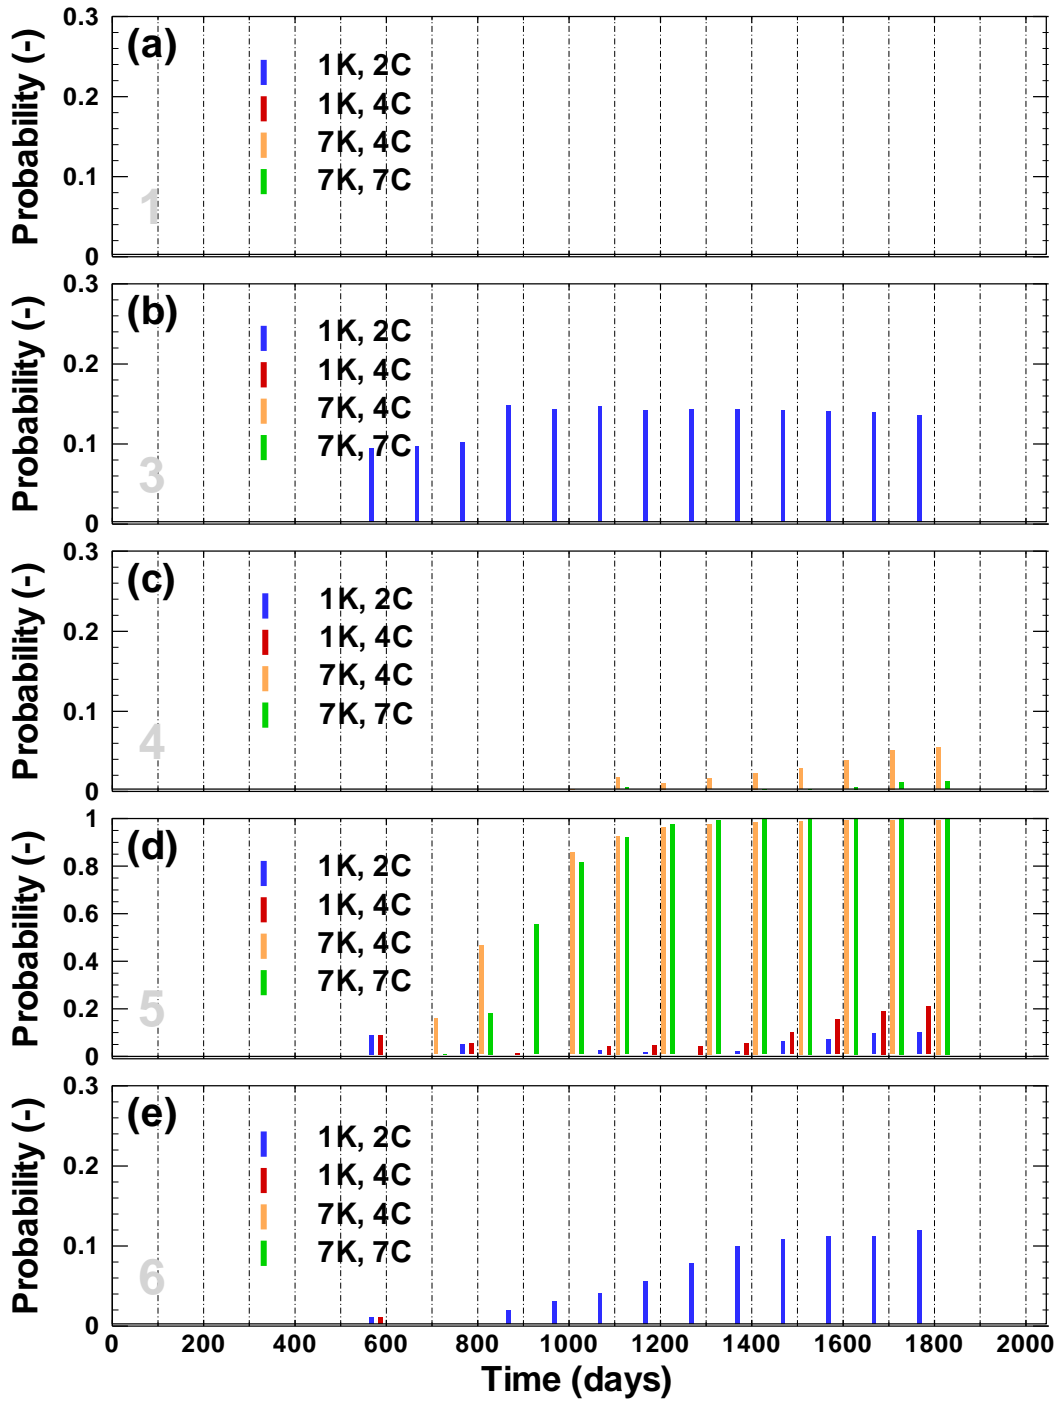 Probability (-)
0.3
0.2
0.1
0
(a)
1K, 2C
1K, 4C
7K, 4C
7K, 7C
1
Probability (-)
0.3
0.2
0.1
0
(b)
1K, 2C
1K, 4C
7K, 4C
7K, 7C
3
Probability (-)
0.3
0.2
0.1
0
(c)
1K, 2C
1K, 4C
7K, 4C
7K, 7C
4
Probability (-)
1
0.8
0.6
0.4
0.2
0
(d)
1K, 2C
1K, 4C
7K, 4C
7K, 7C
5
Probability (-)
0.3
0.2
0.1
0
(e)
1K, 2C
1K, 4C
7K, 4C
7K, 7C
6
0 200 400 600 800 1000 1200 1400 1600 1800 2000
Time (days)